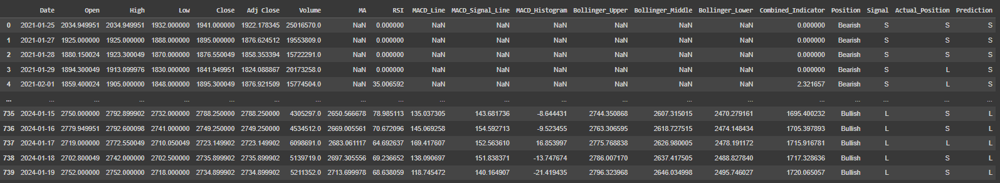 Date Open High Low Close Adj Close Volume MA RSI MACD_Line MACD_Signal_Line MACD_Histogram Bollinger_Upper Bollinger_Middle Bollinger_Lower Combined_Indicator Position Signal Actual_Position Prediction
0 2021-01-25 2034.949951 2034.949951 1932.000000 1941.000000 1922.178345 25016570.0 NaN 0.000000 NaN NaN NaN NaN NaN NaN 0.000000 Bearish S S S
1 2021-01-27 1925.000000 1925.000000 1888.000000 1895.000000 1876.624512 19553809.0 NaN 0.000000 NaN NaN NaN NaN NaN NaN 0.000000 Bearish S S S
2 2021-01-28 1880.150024 1923.300049 1870.000000 1876.550049 1858.353394 15722291.0 NaN 0.000000 NaN NaN NaN NaN NaN NaN 0.000000 Bearish S S S
3 2021-01-29 1894.300049 1913.099976 1830.000000 1841.949951 1824.088867 20173258.0 NaN 0.000000 NaN NaN NaN NaN NaN NaN 0.000000 Bearish S L S
4 2021-02-01 1859.400024 1905.000000 1848.000000 1895.300049 1876.921509 15774504.0 NaN 35.006592 NaN NaN NaN NaN NaN NaN 2.321657 Bearish S L S
... ... ... ... ... ... ... ... ... ... ... ... ... ... ... ... ... ... ... ... ...
735 2024-01-15 2750.000000 2792.899902 2732.000000 2788.250000 2788.250000 4305297.0 2650.566678 78.985113 135.037305 143.681736 -8.644431 2744.350868 2607.315015 2470.279161 1695.400232 Bullish L S L
736 2024-01-16 2779.949951 2792.600098 2741.000000 2749.250000 2749.250000 4534512.0 2669.005561 70.672096 145.069258 154.592713 -9.523455 2763.306595 2618.727515 2474.148434 1705.397893 Bullish L S L
737 2024-01-17 2719.000000 2772.550049 2710.050049 2723.149902 2723.149902 6098691.0 2683.061117 64.692637 169.417607 152.563610 16.853997 2775.768838 2626.980005 2478.191172 1715.916781 Bullish L L L
738 2024-01-18 2702.800049 2742.000000 2702.500000 2735.899902 2735.899902 5139719.0 2697.305556 69.236652 138.090697 151.838371 -13.747674 2786.007170 2637.417505 2488.827840 1717.328636 Bullish L S L
739 2024-01-19 2752.000000 2752.000000 2718.000000 2734.899902 2734.899902 5211352.0 2713.699978 68.638059 118.745472 140.164907 -21.419435 2796.323968 2646.034998 2495.746027 1720.065057 Bullish L S L